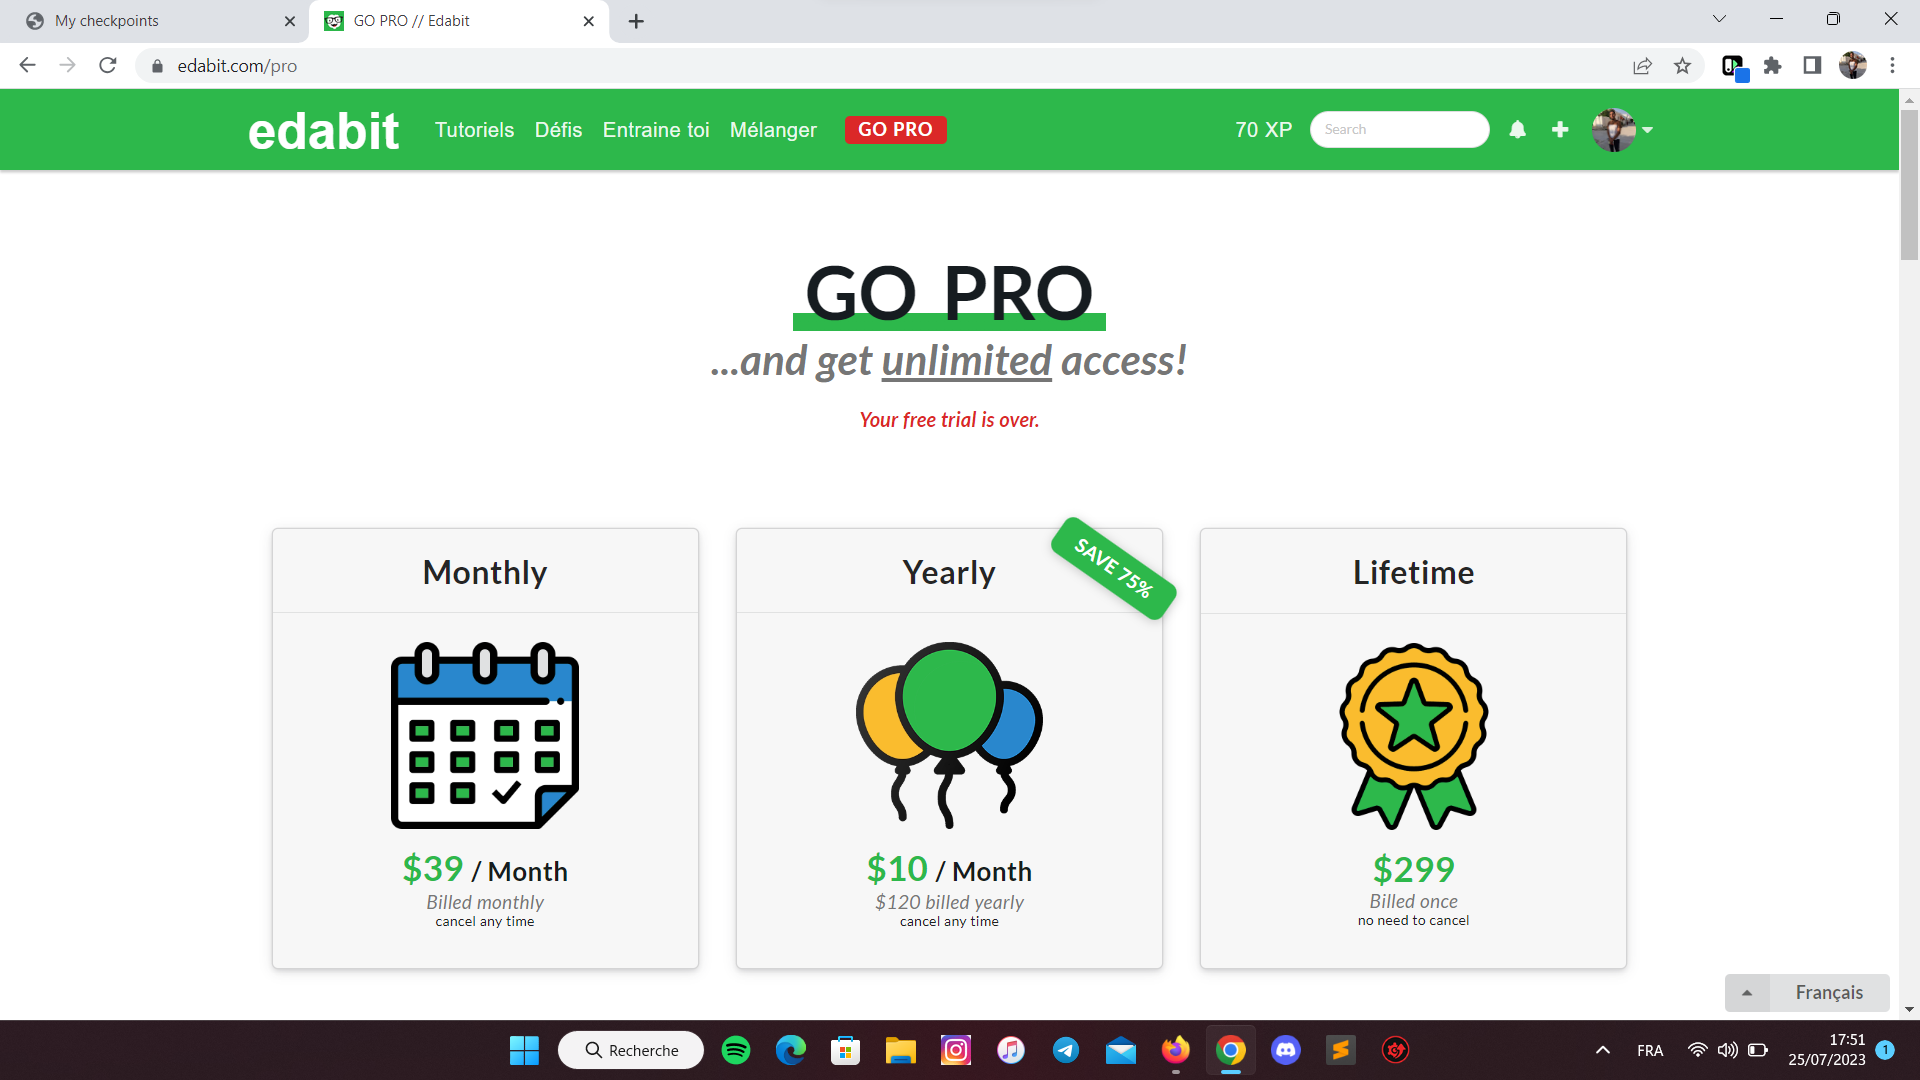 My checkpoints
GO PRO // Edabit
edabit.com/pro
edabit
Tutoriels
Défis
Entraine toi
Mélanger
GO PRO
70 XP
Search
GO PRO
...and get unlimited access!
Your free trial is over.
Monthly
Yearly
SAVE 75%
Lifetime
$39 / Month
Billed monthly
cancel any time
$10 / Month
$120 billed yearly
cancel any time
$299
Billed once
no need to cancel
Français
Recherche
FRA
17:51
25/07/2023
1